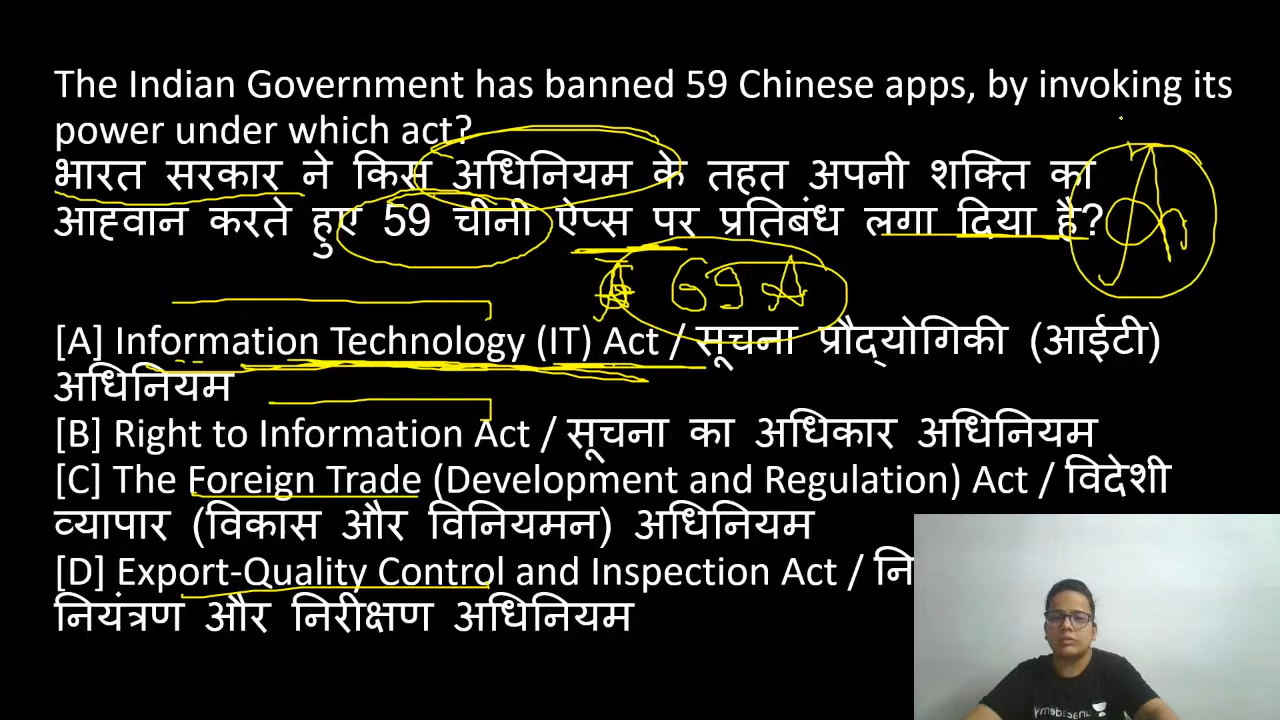 The Indian Government has banned 59 Chinese apps, by invoking its
power under which act?
भारत सरकार ने किस अधिनियम के तहत अपनी शक्ति का
आह्वान करते हुए 59 चीनी ऐप्स पर प्रतिबंध लगा दिया है?
69 A
[A] Information Technology (IT) Act / सूचना प्रौद्योगिकी (आईटी)
अधिनियम
[B] Right to Information Act / सूचना का अधिकार अधिनियम
[C] The Foreign Trade (Development and Regulation) Act / विदेशी
व्यापार (विकास और विनियमन) अधिनियम
[D] Export-Quality Control and Inspection Act / नि
नियंत्रण और निरीक्षण अधिनियम
unacademy